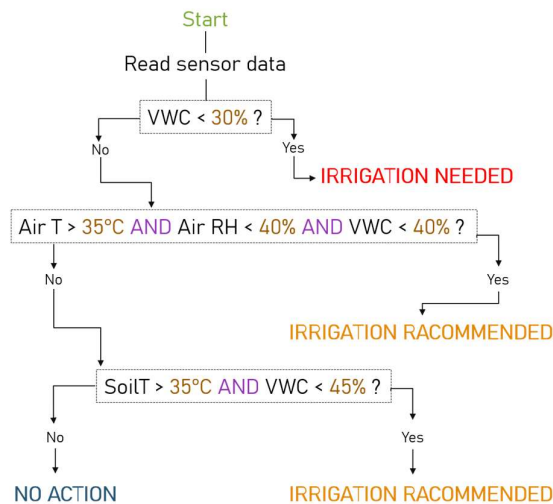 Start
Read sensor data
VWC < 30% ?
No
Yes
IRRIGATION NEEDED
Air T > 35°C AND Air RH < 40% AND VWC < 40% ?
No
Yes
IRRIGATION RACOMMENDED
SoilT > 35°C AND VWC < 45% ?
No
Yes
NO ACTION
IRRIGATION RACOMMENDED